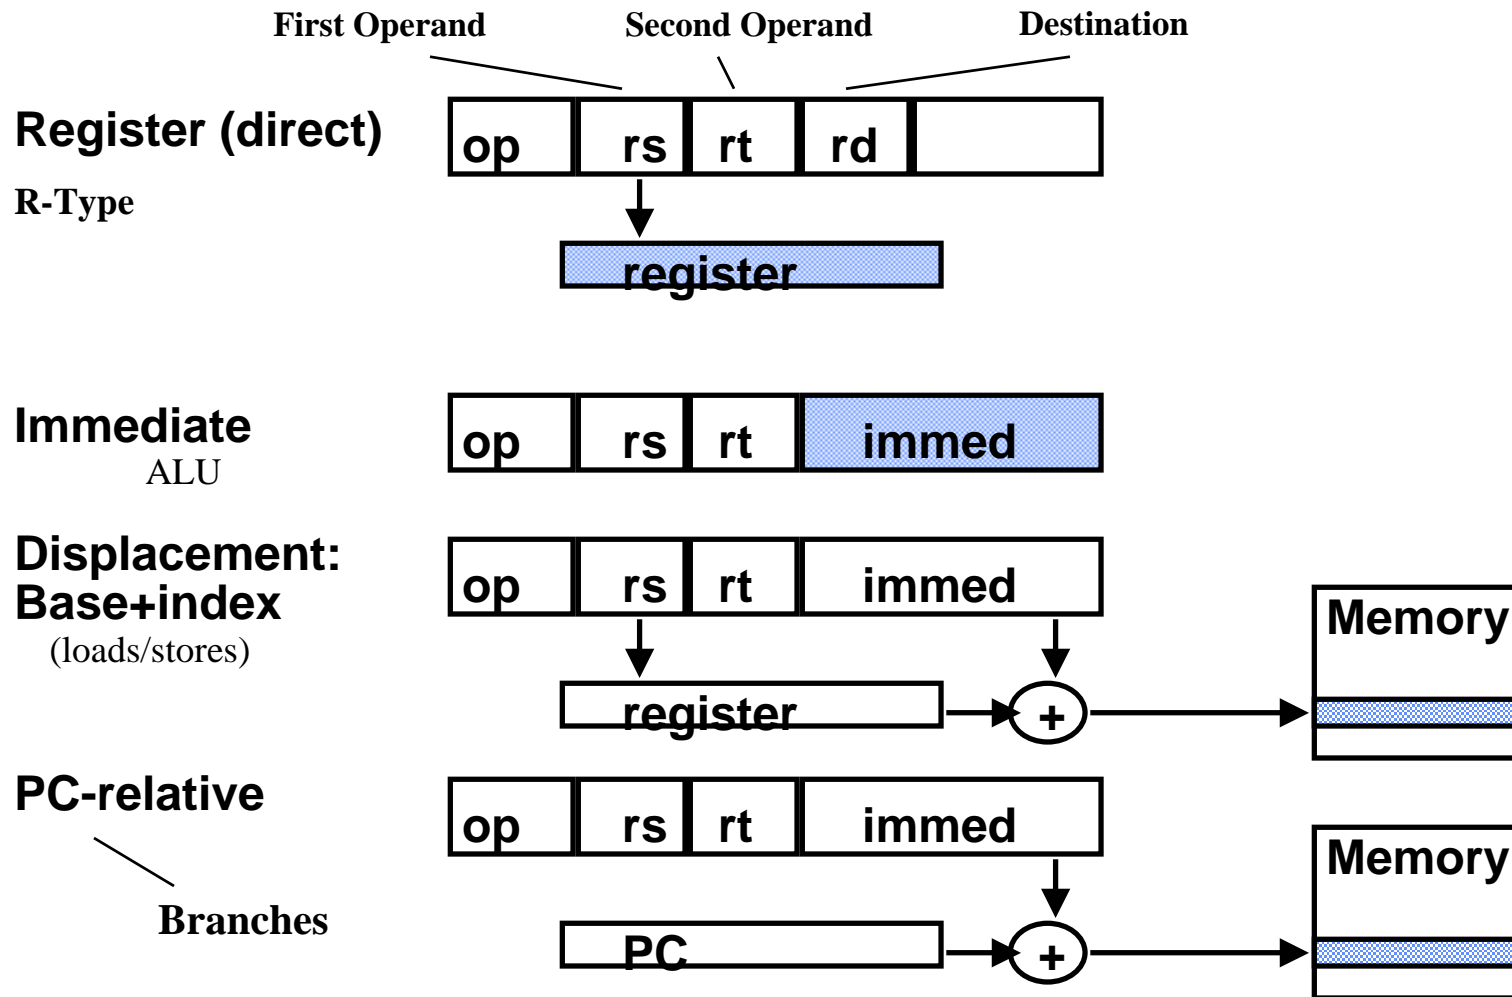 First Operand Second Operand Destination
Register (direct) op rs rt rd
R-Type
register
Immediate op rs rt immed
ALU
Displacement:
Base+index op rs rt immed
(loads/stores)
Memory
register +
PC-relative op rs rt immed
Memory
Branches
PC +